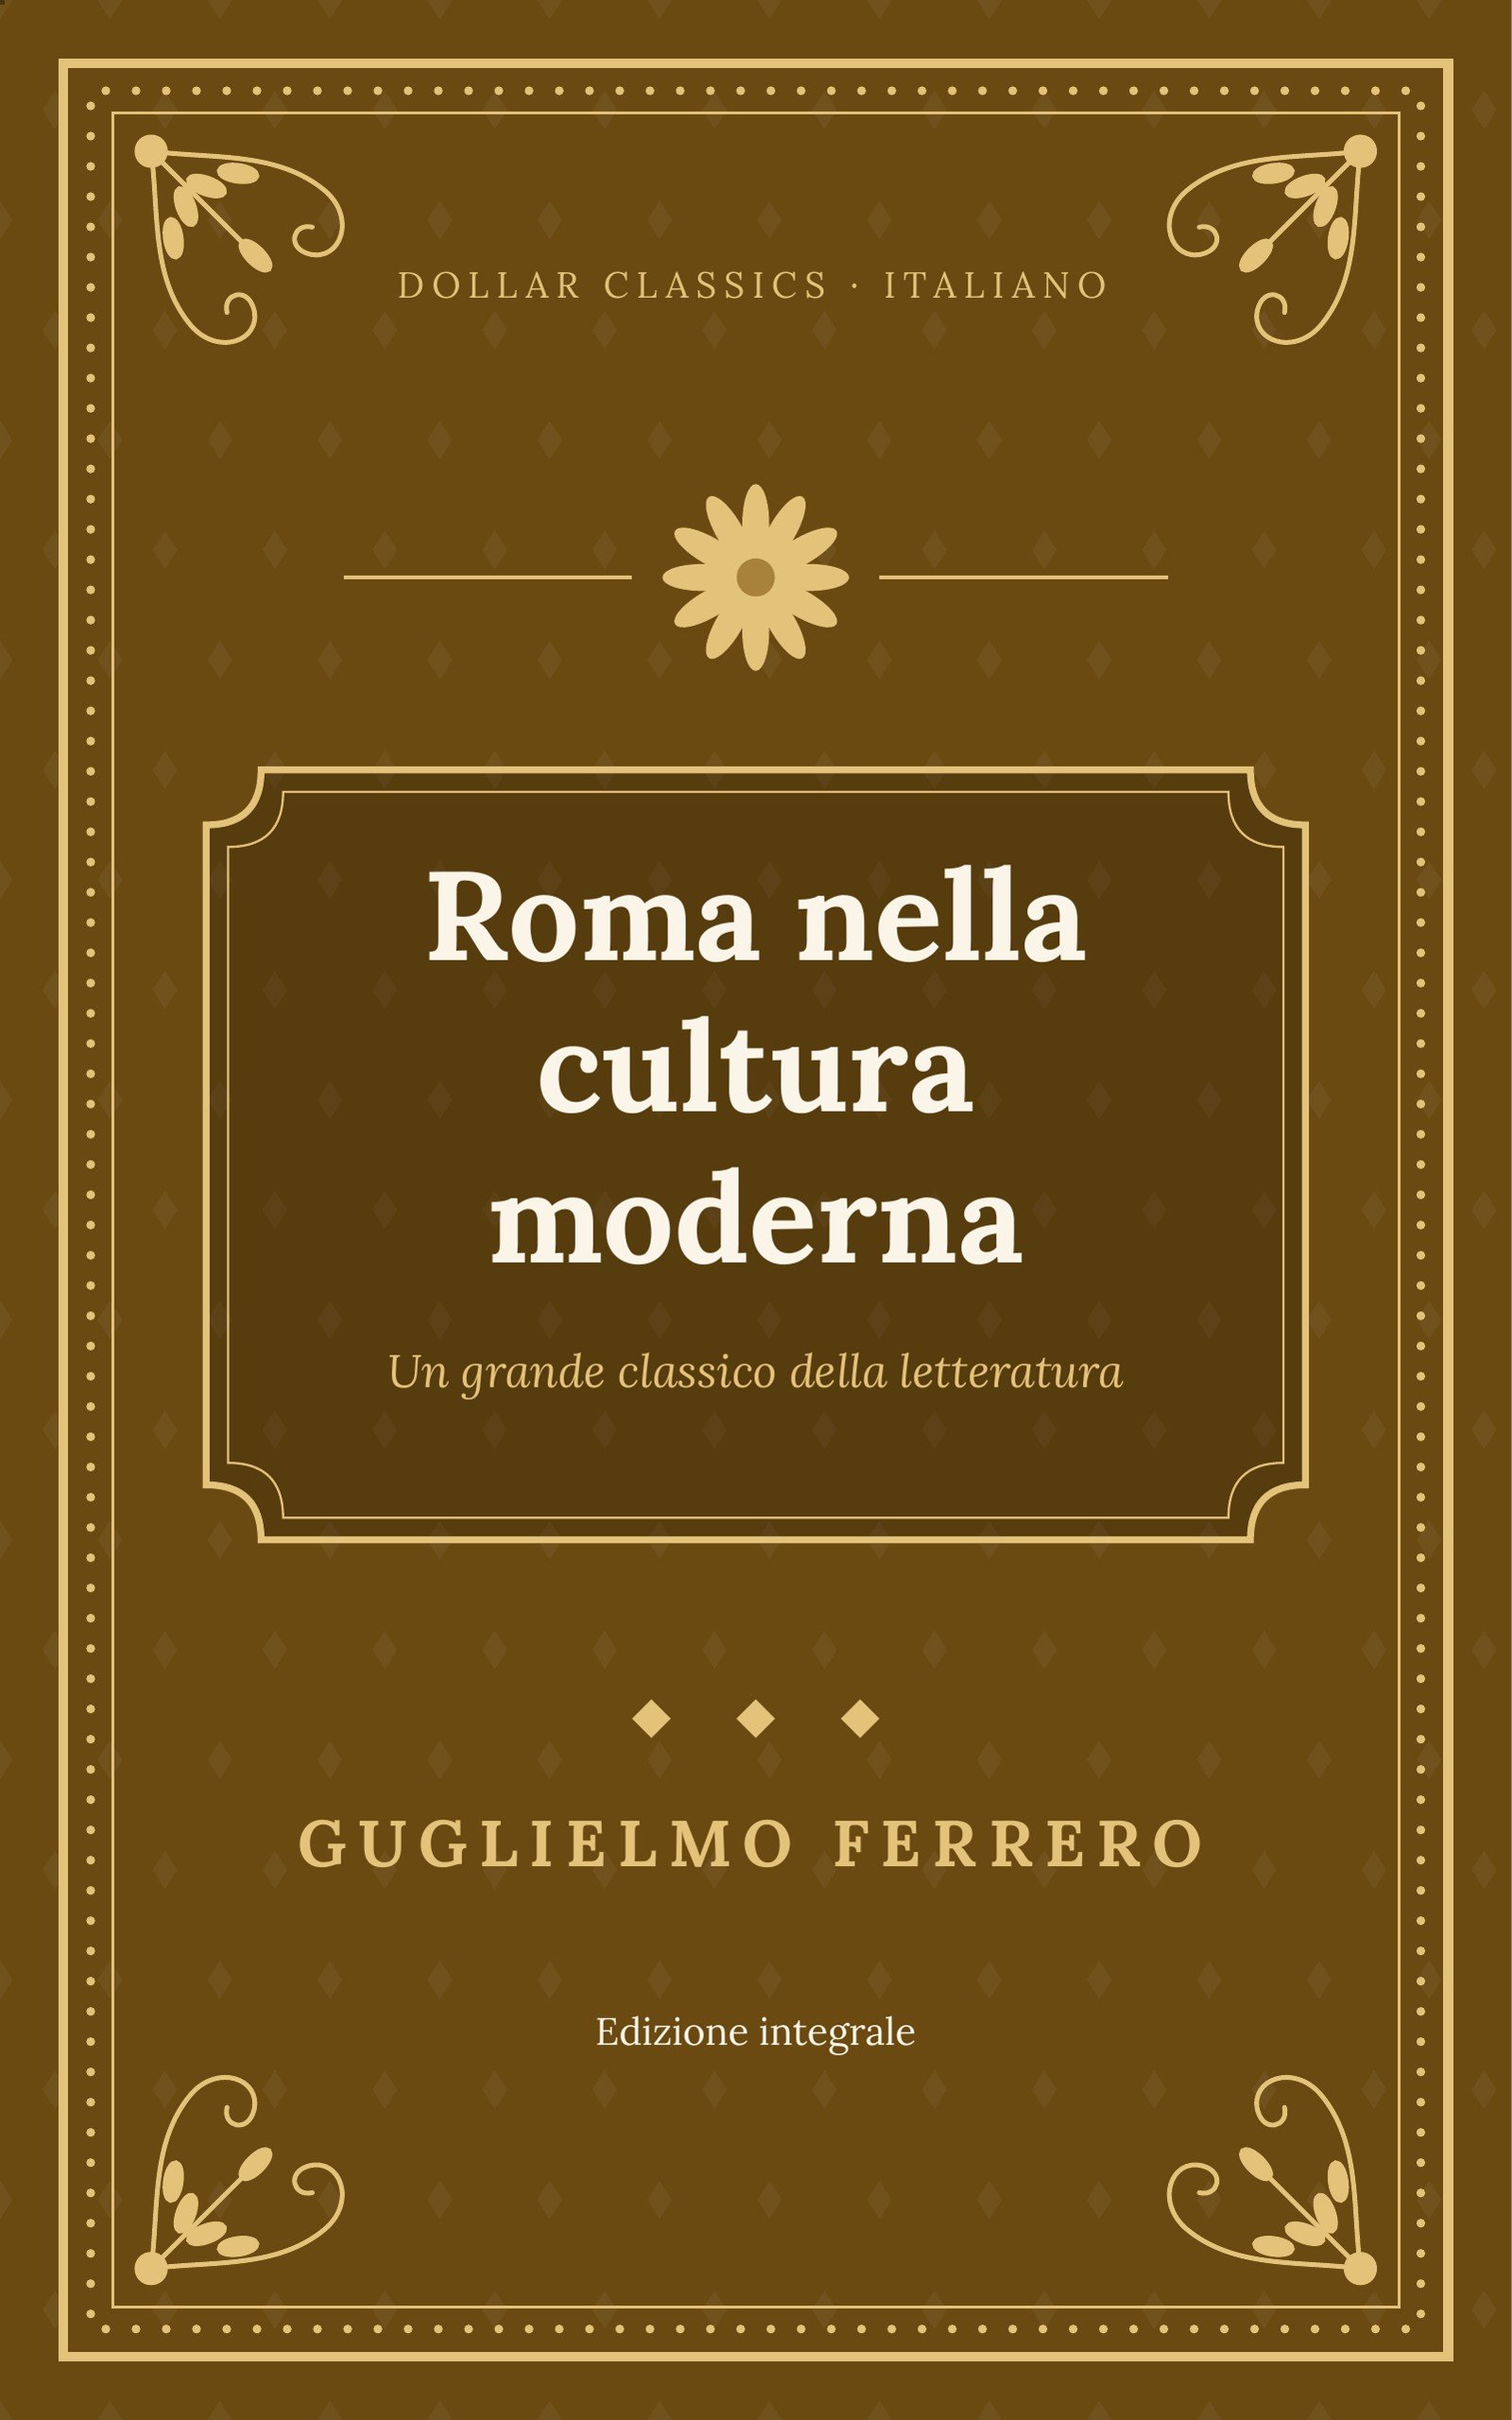 DOLLAR CLASSICS · ITALIANO
Roma nella
cultura
moderna
Un grande classico della letteratura
GUGLIELMO FERRERO
Edizione integrale